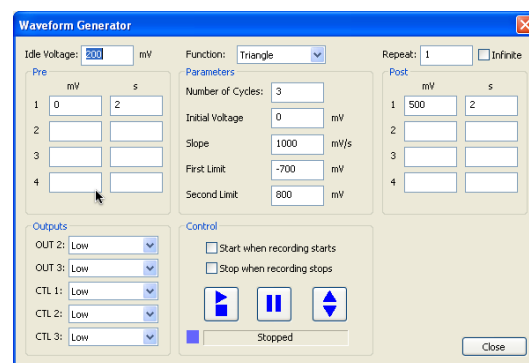 Waveform Generator
Idle Voltage: 200 mV Function: Triangle Repeat: 1 Infinite
Pre
mV s
1 0 2
2
3
4
Parameters
Number of Cycles: 3
Initial Voltage 0 mV
Slope 1000 mV/s
First Limit -700 mV
Second Limit 800 mV
Post
mV s
1 500 2
2
3
4
Outputs
OUT 2: Low
OUT 3: Low
CTL 1: Low
CTL 2: Low
CTL 3: Low
Control
Start when recording starts
Stop when recording stops
Stopped
Close